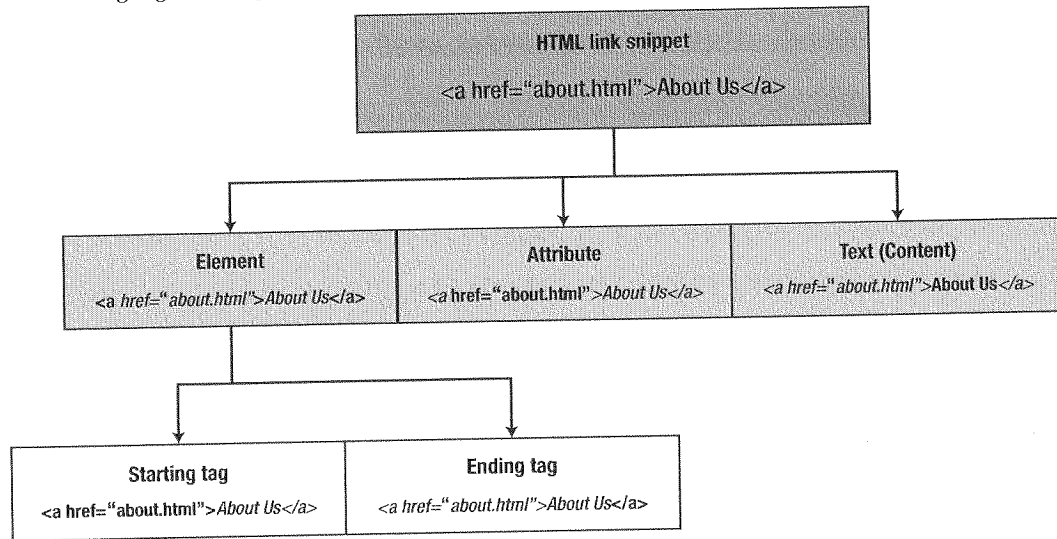 HTML link snippet
<a href=“about.html”>About Us</a>
Element
<a href=“about.html”>About Us</a>
Attribute
<a href=“about.html”>About Us</a>
Text (Content)
<a href=“about.html”>About Us</a>
Starting tag
<a href=“about.html”>About Us</a>
Ending tag
<a href=“about.html”>About Us</a>